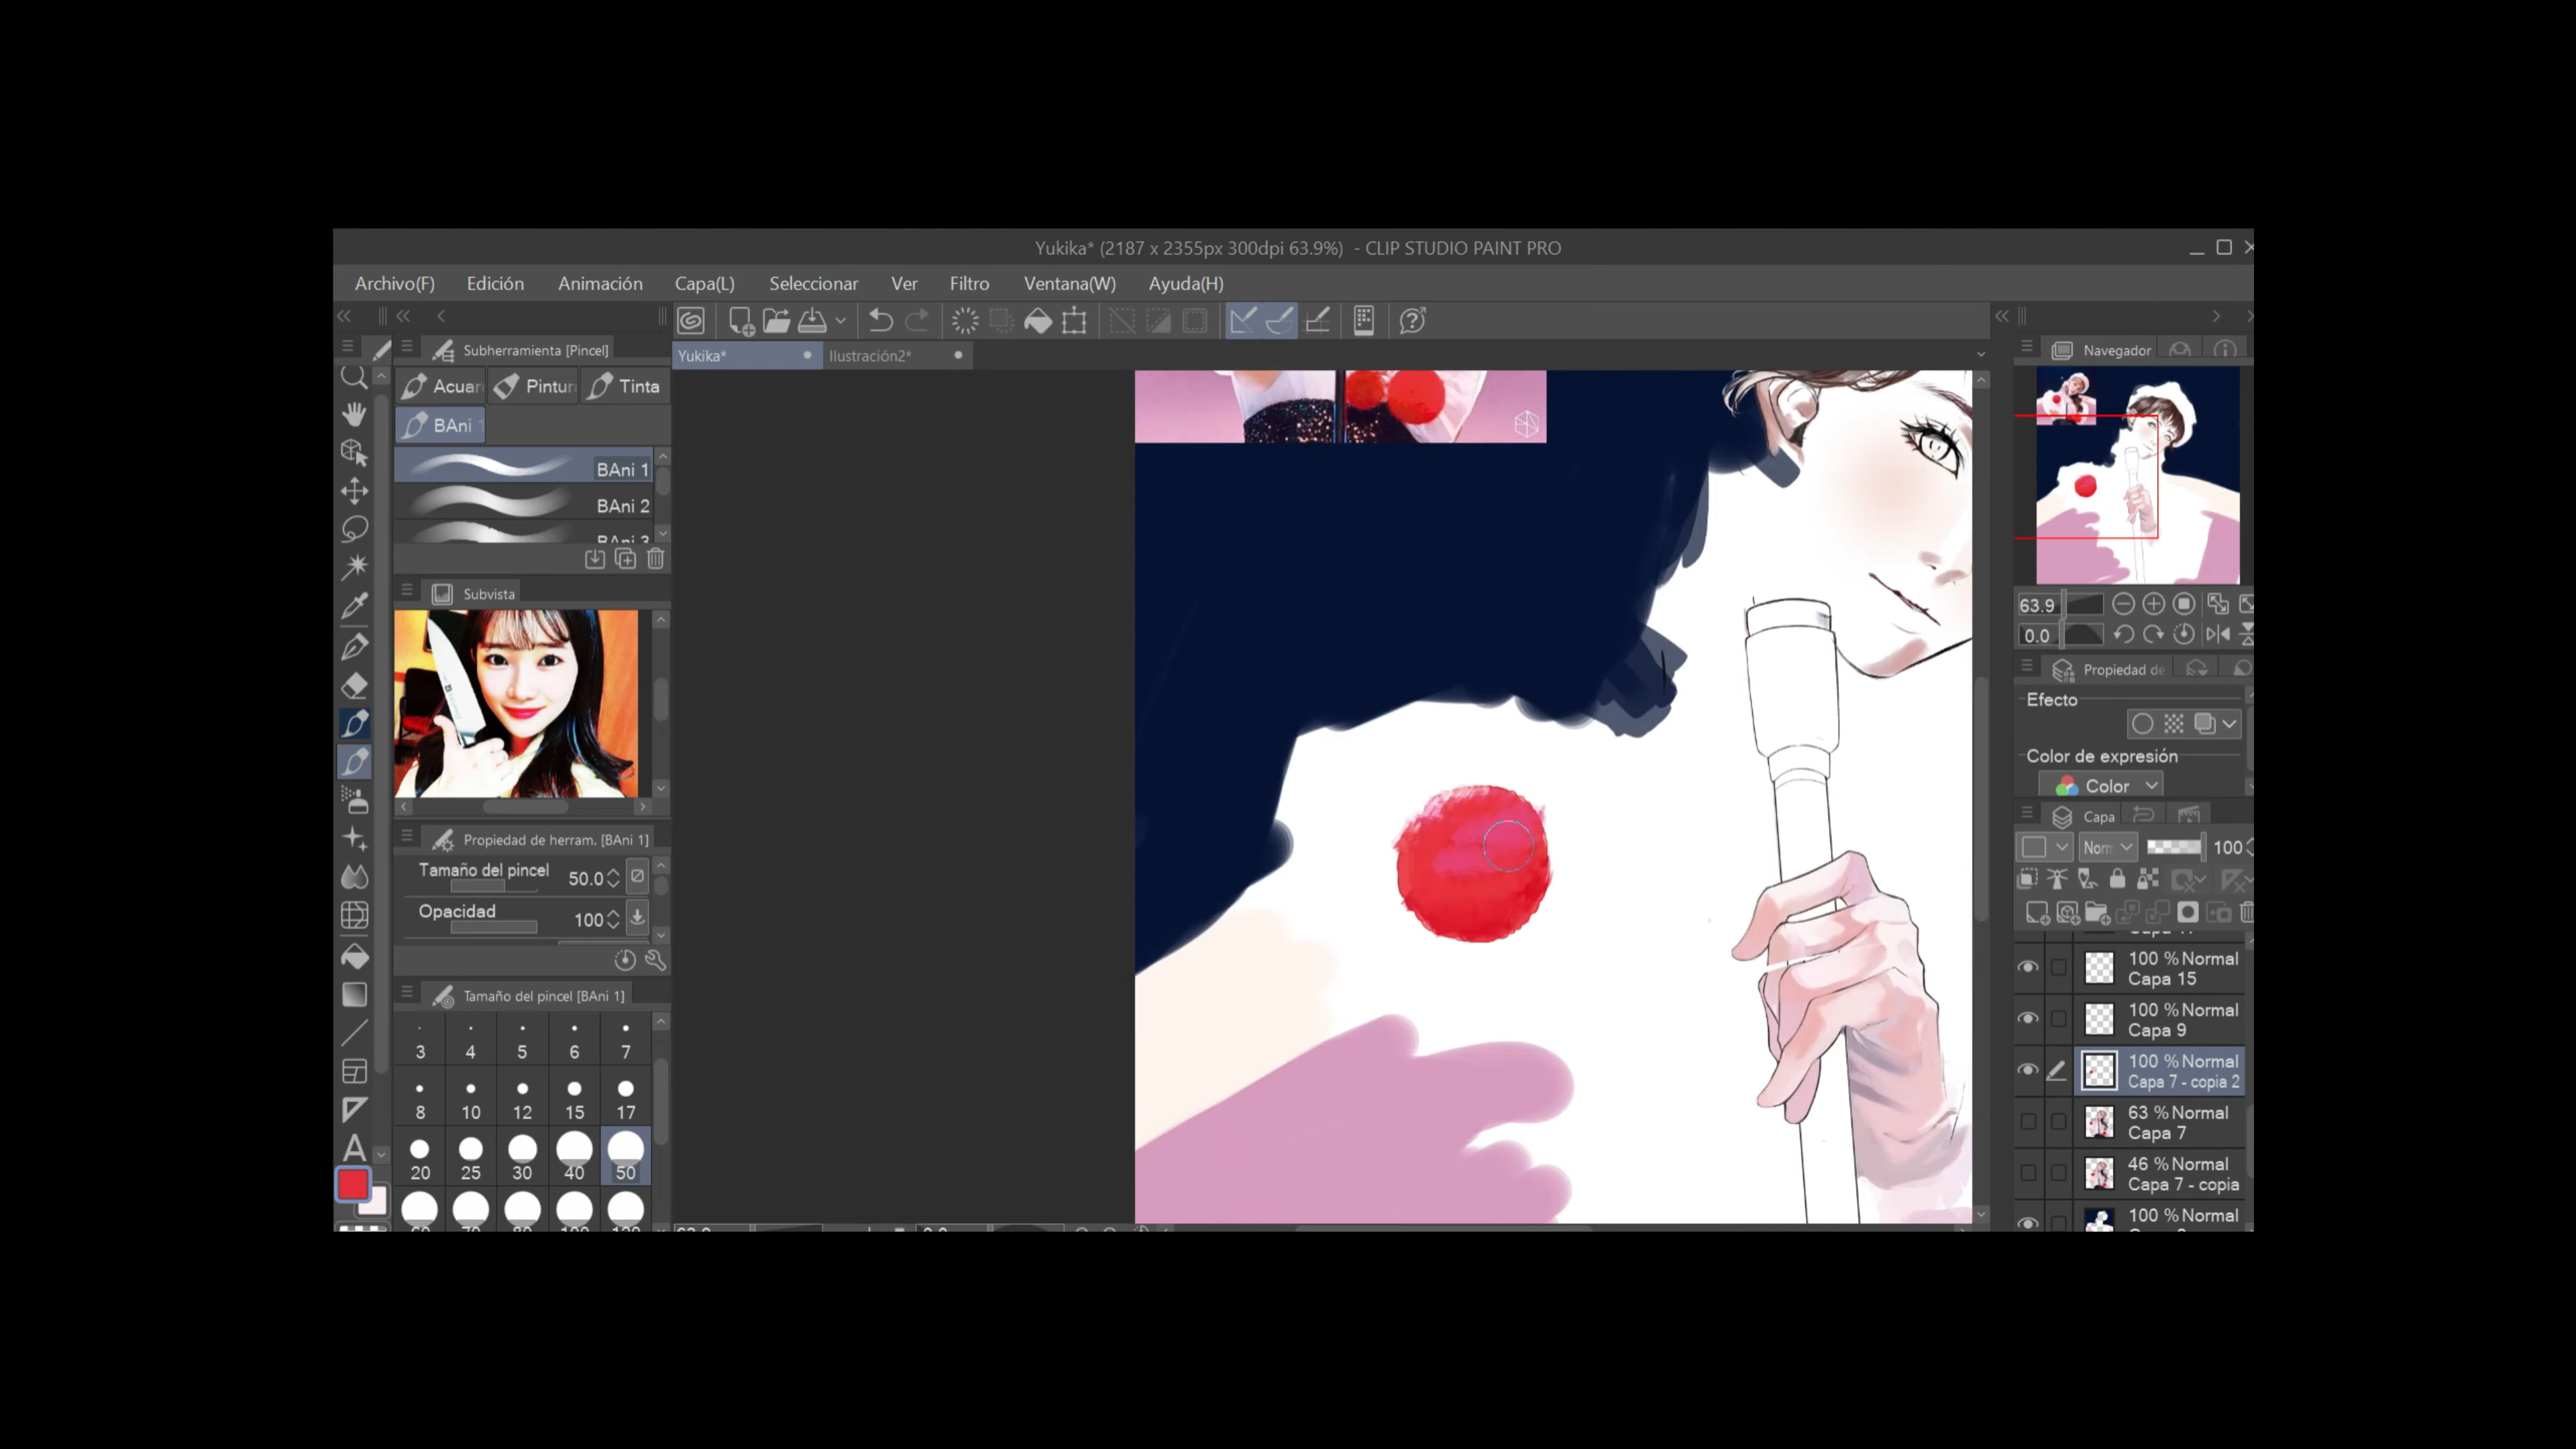 Yukika* (2187 x 2355px 300dpi 63.9%) - CLIP STUDIO PAINT PRO
Archivo(F) Edición Animación Capa(L) Seleccionar Ver Filtro Ventana(W) Ayuda(H)
Subherramienta [Pincel]
Yukika* Ilustración2*
Acuar Pintur Tinta
BAni 1
BAni 1
BAni 2
BAni 3
Subvista
Propiedad de herram. [BAni 1]
Tamaño del pincel 50.0
Opacidad 100
Tamaño del pincel [BAni 1]
3 4 5 6 7
8 10 12 15 17
20 25 30 40 50
A
Navegador
63.9
0.0
Propiedad de
Efecto
Color de expresión
Color
Capa
Norm 100
100 % Normal
Capa 15
100 % Normal
Capa 9
100 % Normal
Capa 7 - copia 2
63 % Normal
Capa 7
46 % Normal
Capa 7 - copia
100 % Normal